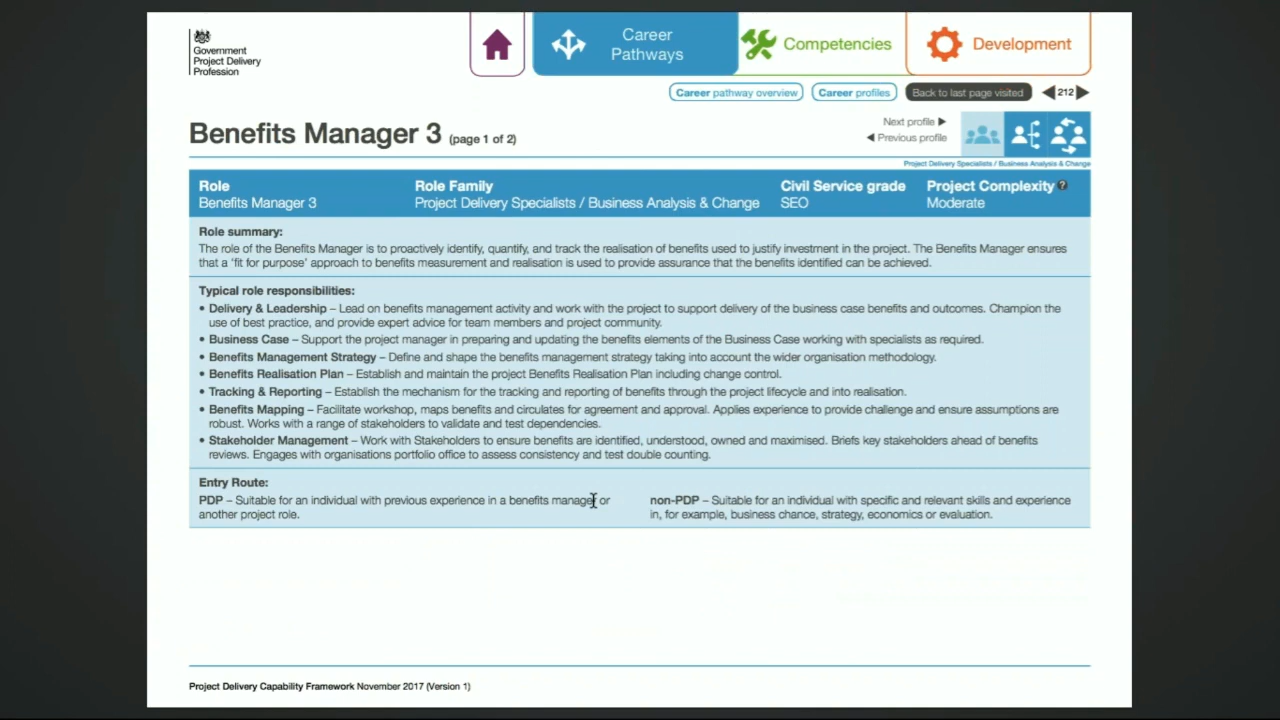 Government
Project Delivery
Profession
Career
Pathways
Competencies
Development
Career pathway overview
Career profiles
Back to last page visited
212
Benefits Manager 3 (page 1 of 2)
Next profile ▶
◀ Previous profile
Project Delivery Specialists / Business Analysis & Change
Role
Benefits Manager 3
Role Family
Project Delivery Specialists / Business Analysis & Change
Civil Service grade
SEO
Project Complexity ?
Moderate
Role summary:
The role of the Benefits Manager is to proactively identify, quantify, and track the realisation of benefits used to justify investment in the project. The Benefits Manager ensures
that a ‘fit for purpose’ approach to benefits measurement and realisation is used to provide assurance that the benefits identified can be achieved.
Typical role responsibilities:
• Delivery & Leadership – Lead on benefits management activity and work with the project to support delivery of the business case benefits and outcomes. Champion the
use of best practice, and provide expert advice for team members and project community.
• Business Case – Support the project manager in preparing and updating the benefits elements of the Business Case working with specialists as required.
• Benefits Management Strategy – Define and shape the benefits management strategy taking into account the wider organisation methodology.
• Benefits Realisation Plan – Establish and maintain the project Benefits Realisation Plan including change control.
• Tracking & Reporting – Establish the mechanism for the tracking and reporting of benefits through the project lifecycle and into realisation.
• Benefits Mapping – Facilitate workshop, maps benefits and circulates for agreement and approval. Applies experience to provide challenge and ensure assumptions are
robust. Works with a range of stakeholders to validate and test dependencies.
• Stakeholder Management – Work with Stakeholders to ensure benefits are identified, understood, owned and maximised. Briefs key stakeholders ahead of benefits
reviews. Engages with organisations portfolio office to assess consistency and test double counting.
Entry Route:
PDP – Suitable for an individual with previous experience in a benefits manager or
another project role.
non-PDP – Suitable for an individual with specific and relevant skills and experience
in, for example, business chance, strategy, economics or evaluation.
Project Delivery Capability Framework November 2017 (Version 1)